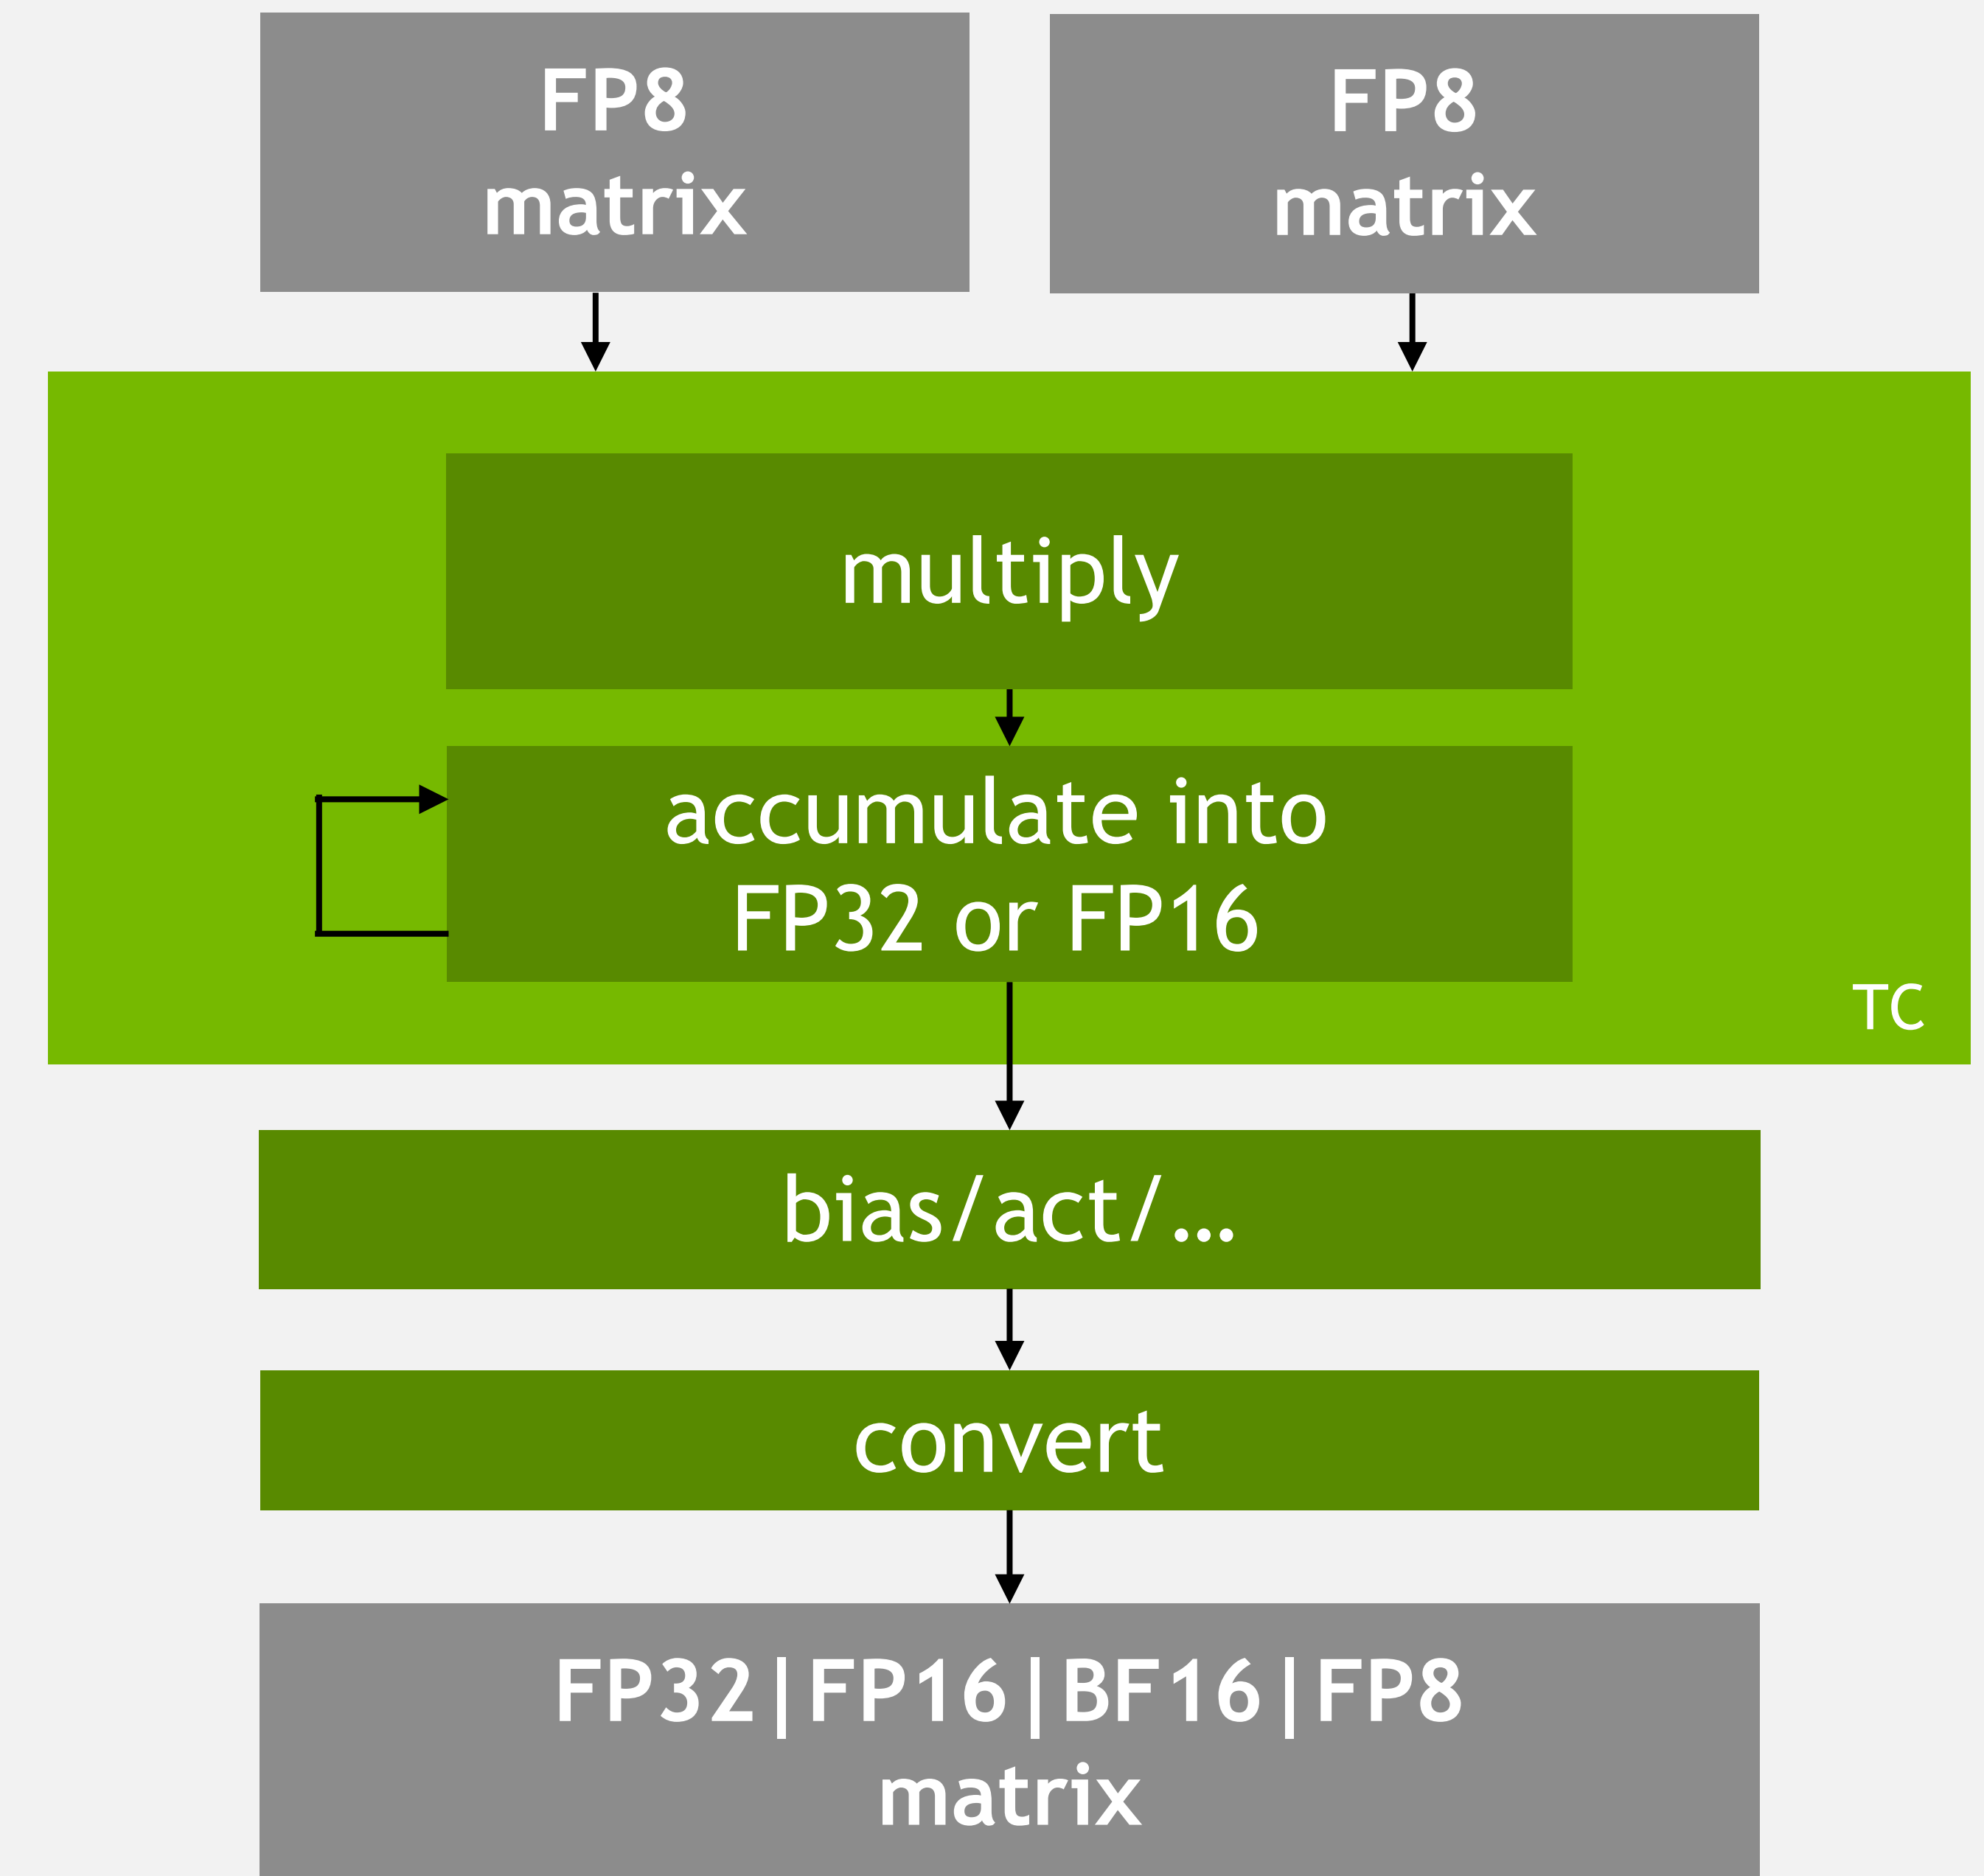 FP8
matrix
FP8
matrix
multiply
accumulate into
FP32 or FP16
TC
bias/act/…
convert
FP32|FP16|BF16|FP8
matrix